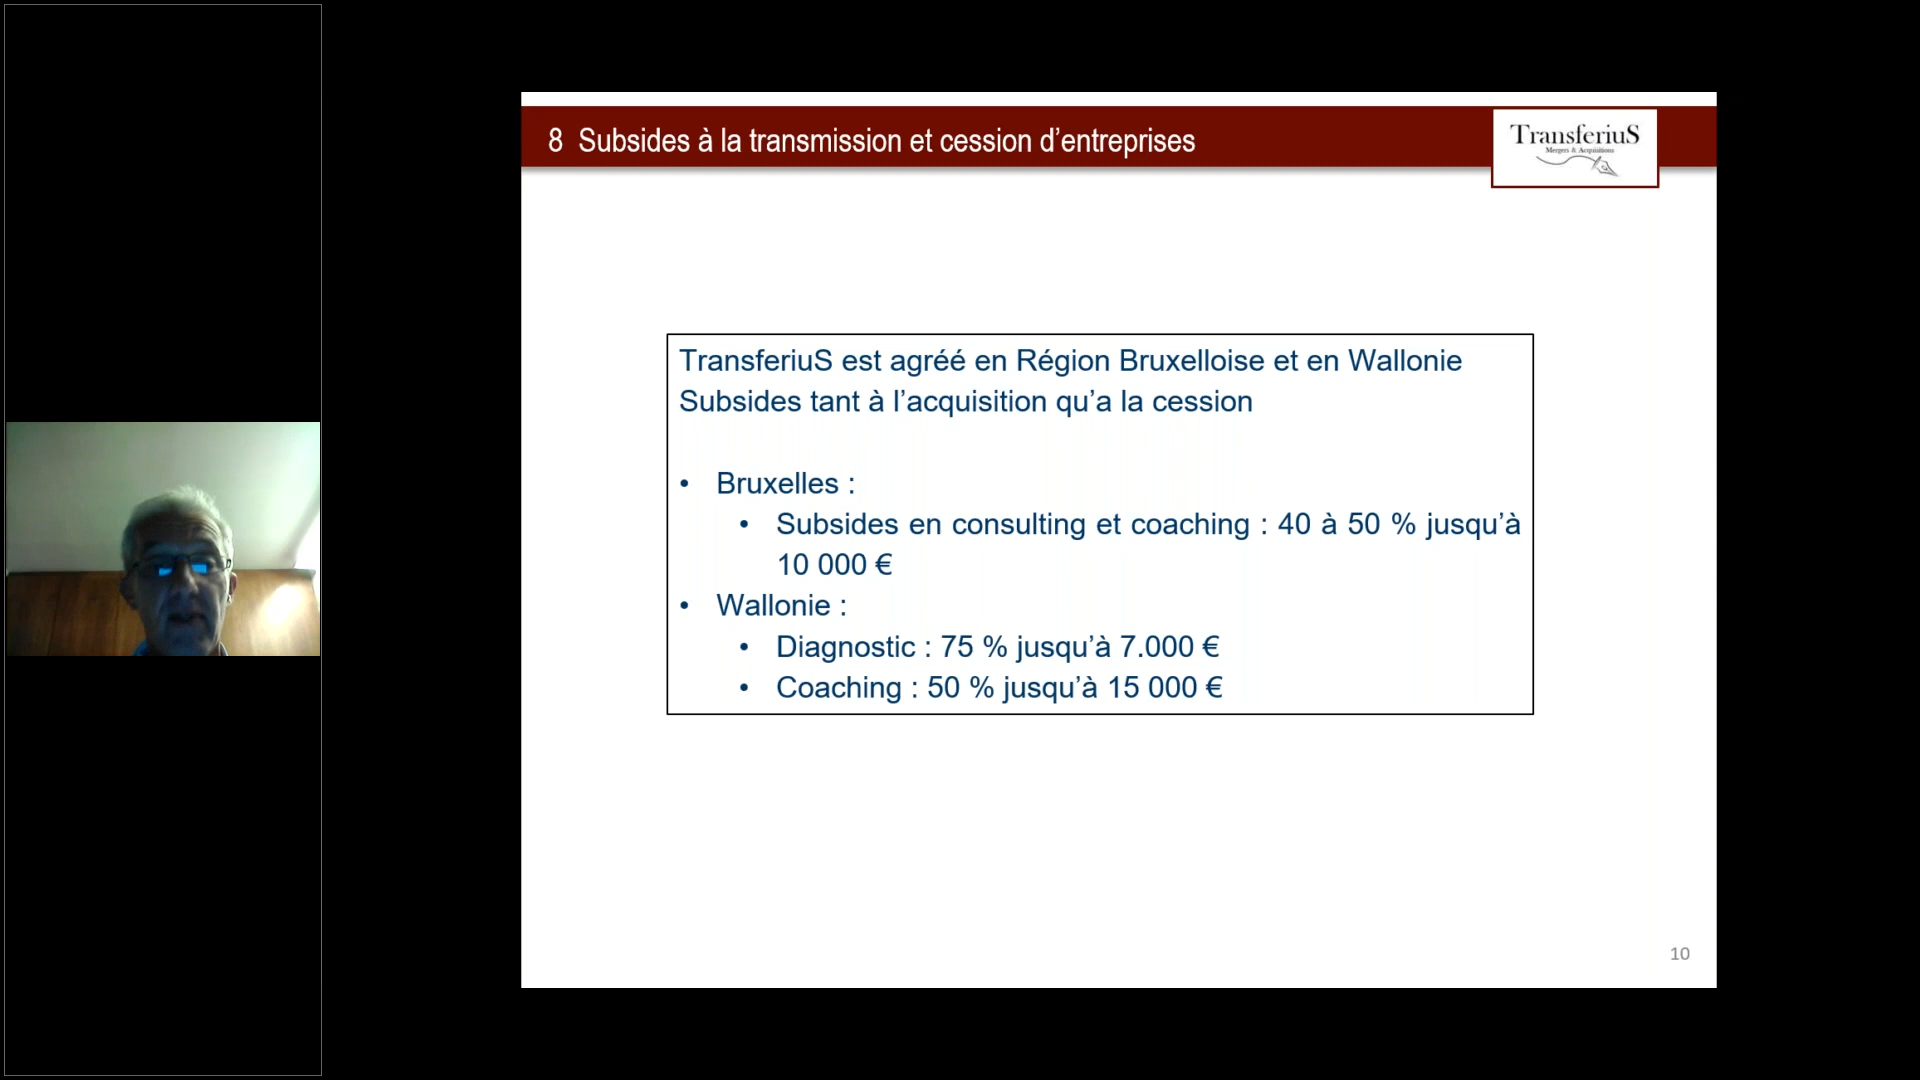 8 Subsides à la transmission et cession d’entreprises
TransferiuS
Mergers & Acquisitions
TransferiuS est agréé en Région Bruxelloise et en Wallonie
Subsides tant à l’acquisition qu’a la cession
• Bruxelles :
• Subsides en consulting et coaching : 40 à 50 % jusqu’à
10 000 €
• Wallonie :
• Diagnostic : 75 % jusqu’à 7.000 €
• Coaching : 50 % jusqu’à 15 000 €
10